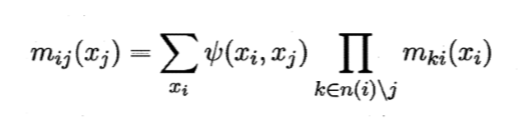 m_{ij}(x_j) = \sum_{x_i} \psi(x_i, x_j) \prod_{k \in n(i) \setminus j} m_{ki}(x_i)